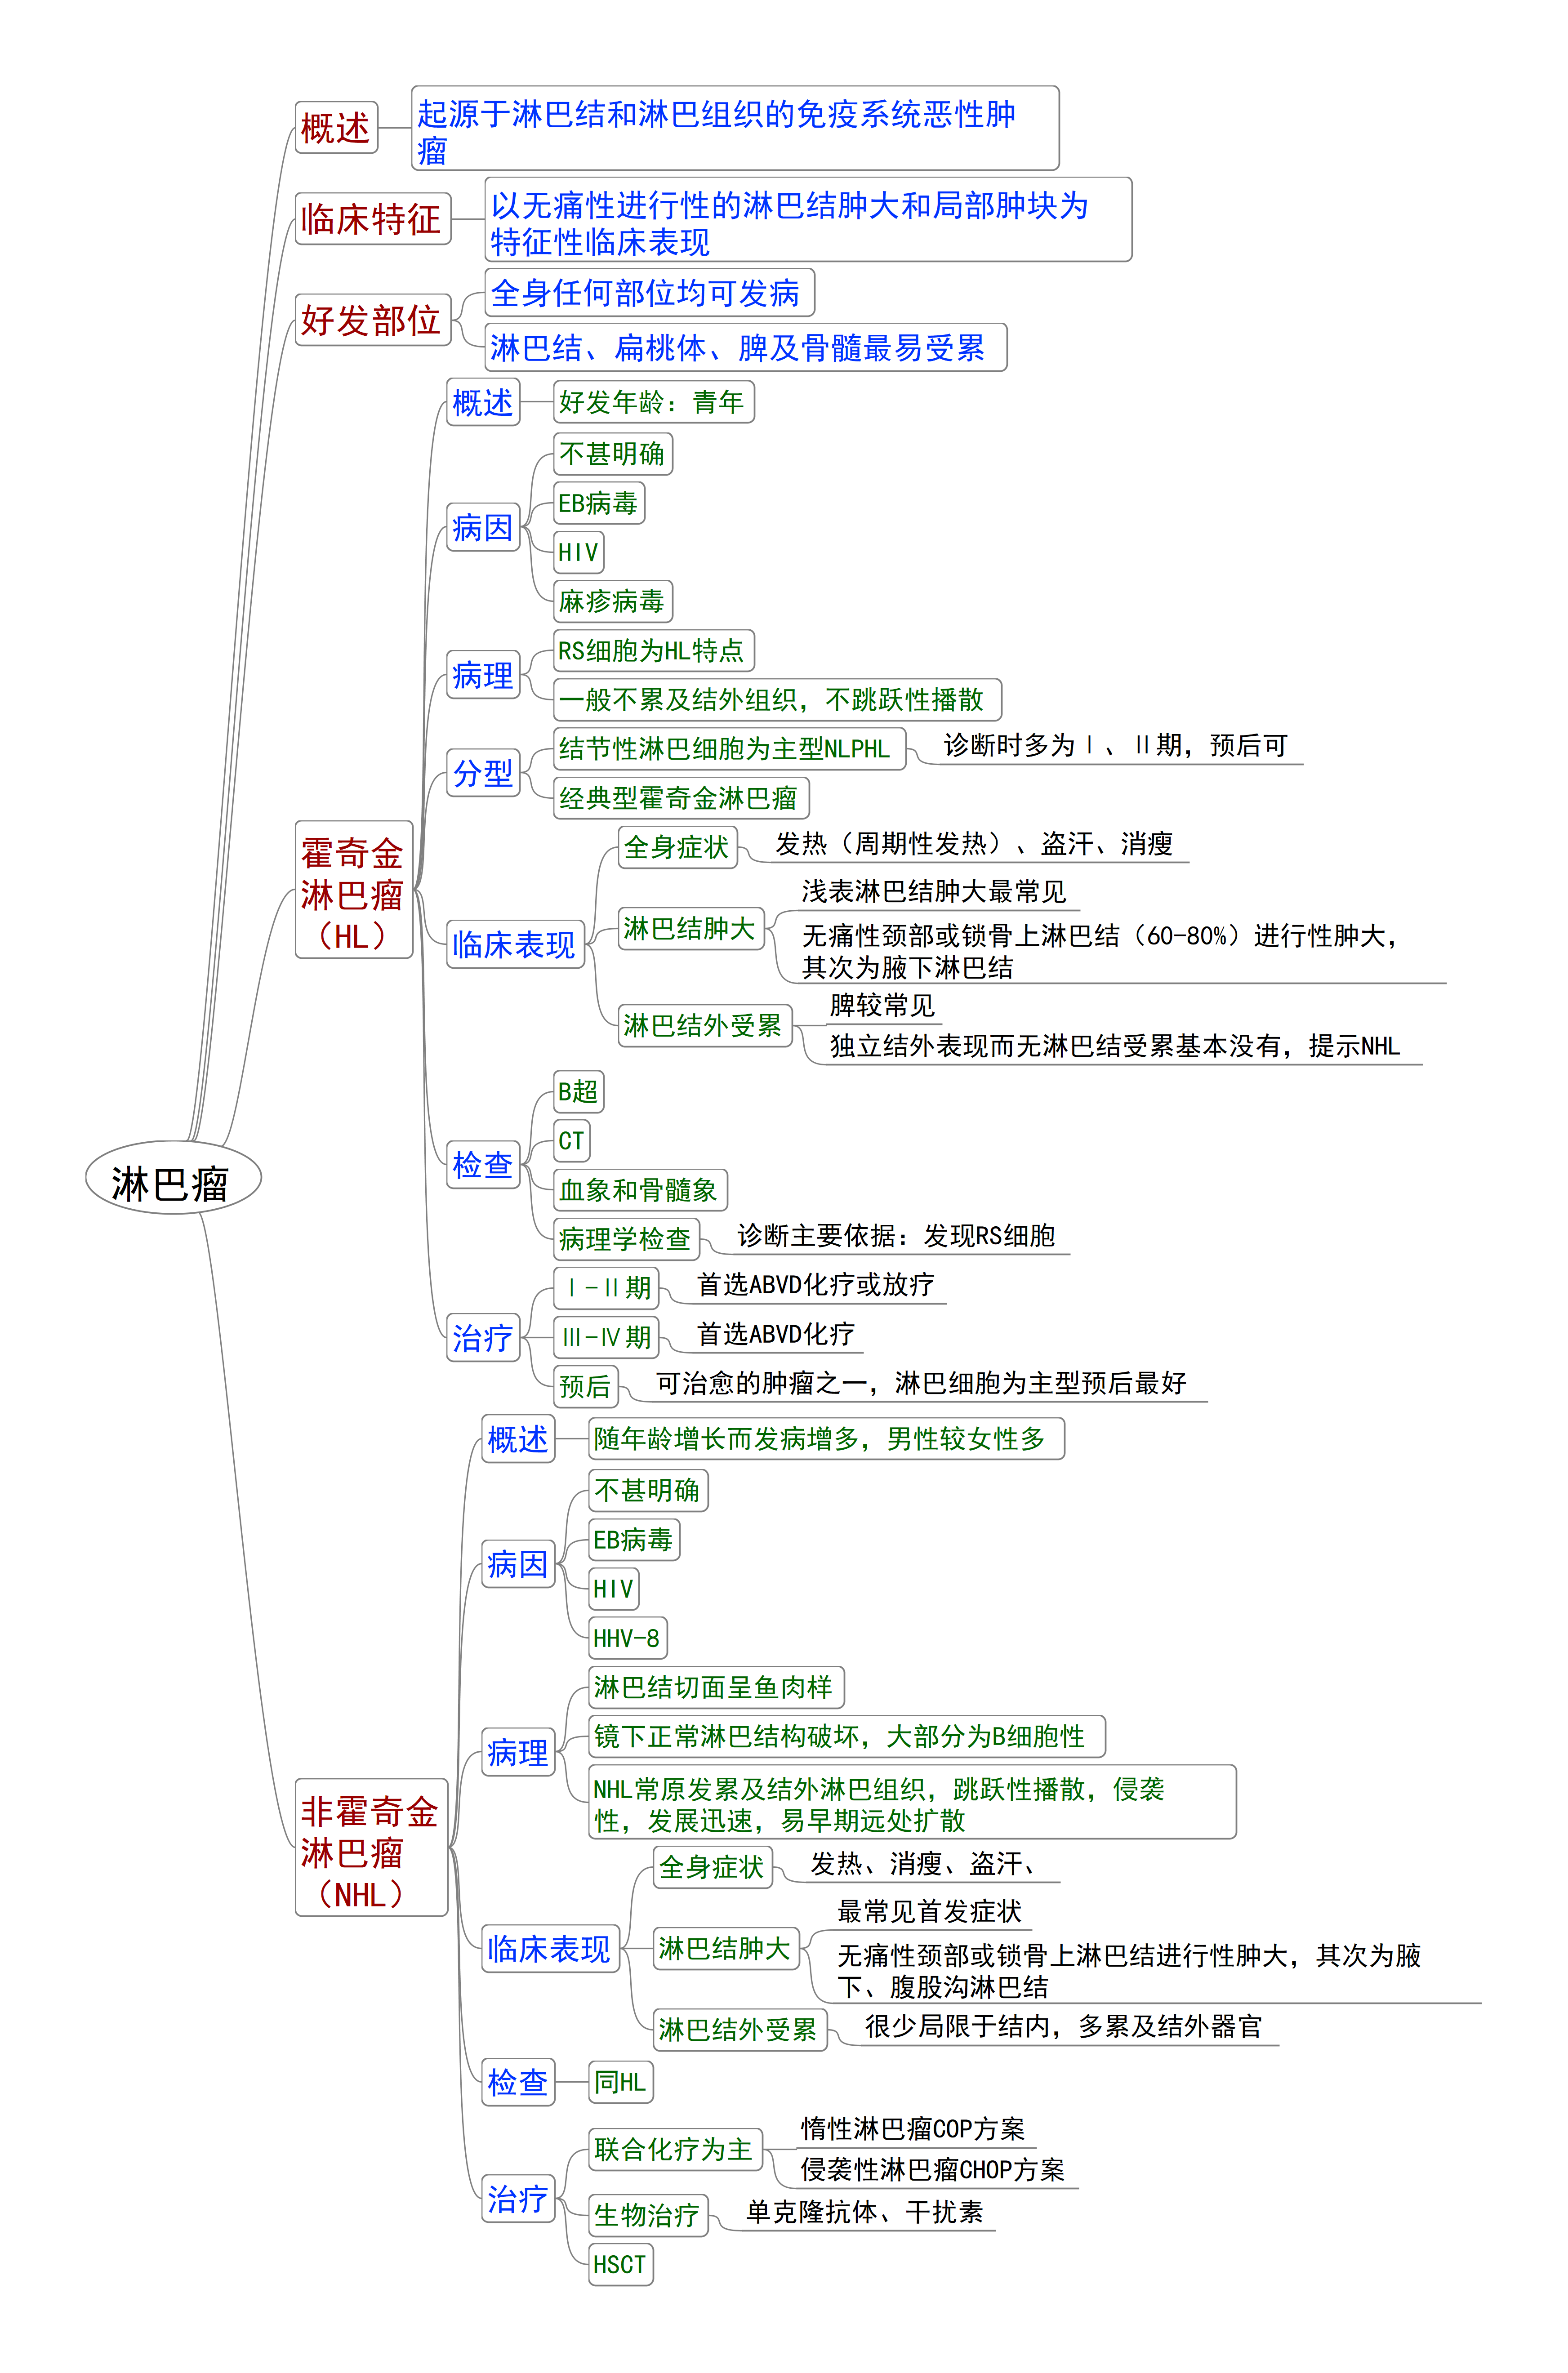 概述
起源于淋巴结和淋巴组织的免疫系统恶性肿
瘤
临床特征
以无痛性进行性的淋巴结肿大和局部肿块为
特征性临床表现
好发部位
全身任何部位均可发病
淋巴结、扁桃体、脾及骨髓最易受累
淋巴瘤
霍奇金
淋巴瘤
（HL）
概述
好发年龄：青年
病因
不甚明确
EB病毒
HIV
麻疹病毒
病理
RS细胞为HL特点
一般不累及结外组织，不跳跃性播散
分型
结节性淋巴细胞为主型NLPHL
诊断时多为Ⅰ、Ⅱ期，预后可
经典型霍奇金淋巴瘤
临床表现
全身症状
发热（周期性发热）、盗汗、消瘦
淋巴结肿大
浅表淋巴结肿大最常见
无痛性颈部或锁骨上淋巴结（60-80%）进行性肿大，
其次为腋下淋巴结
淋巴结外受累
脾较常见
独立结外表现而无淋巴结受累基本没有，提示NHL
检查
B超
CT
血象和骨髓象
病理学检查
诊断主要依据：发现RS细胞
治疗
Ⅰ-Ⅱ期
首选ABVD化疗或放疗
Ⅲ-Ⅳ期
首选ABVD化疗
预后
可治愈的肿瘤之一，淋巴细胞为主型预后最好
非霍奇金
淋巴瘤
（NHL）
概述
随年龄增长而发病增多，男性较女性多
病因
不甚明确
EB病毒
HIV
HHV-8
病理
淋巴结切面呈鱼肉样
镜下正常淋巴结构破坏，大部分为B细胞性
NHL常原发累及结外淋巴组织，跳跃性播散，侵袭
性，发展迅速，易早期远处扩散
临床表现
全身症状
发热、消瘦、盗汗、
淋巴结肿大
最常见首发症状
无痛性颈部或锁骨上淋巴结进行性肿大，其次为腋
下、腹股沟淋巴结
淋巴结外受累
很少局限于结内，多累及结外器官
检查
同HL
治疗
联合化疗为主
惰性淋巴瘤COP方案
侵袭性淋巴瘤CHOP方案
生物治疗
单克隆抗体、干扰素
HSCT